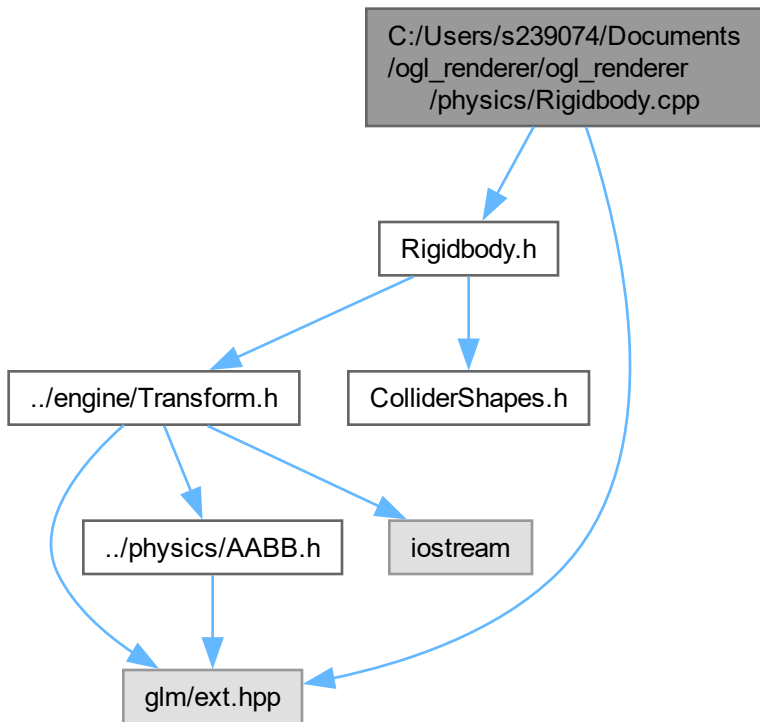 C:/Users/s239074/Documents
/ogl_renderer/ogl_renderer
/physics/Rigidbody.cpp
Rigidbody.h
../engine/Transform.h
ColliderShapes.h
../physics/AABB.h
iostream
glm/ext.hpp